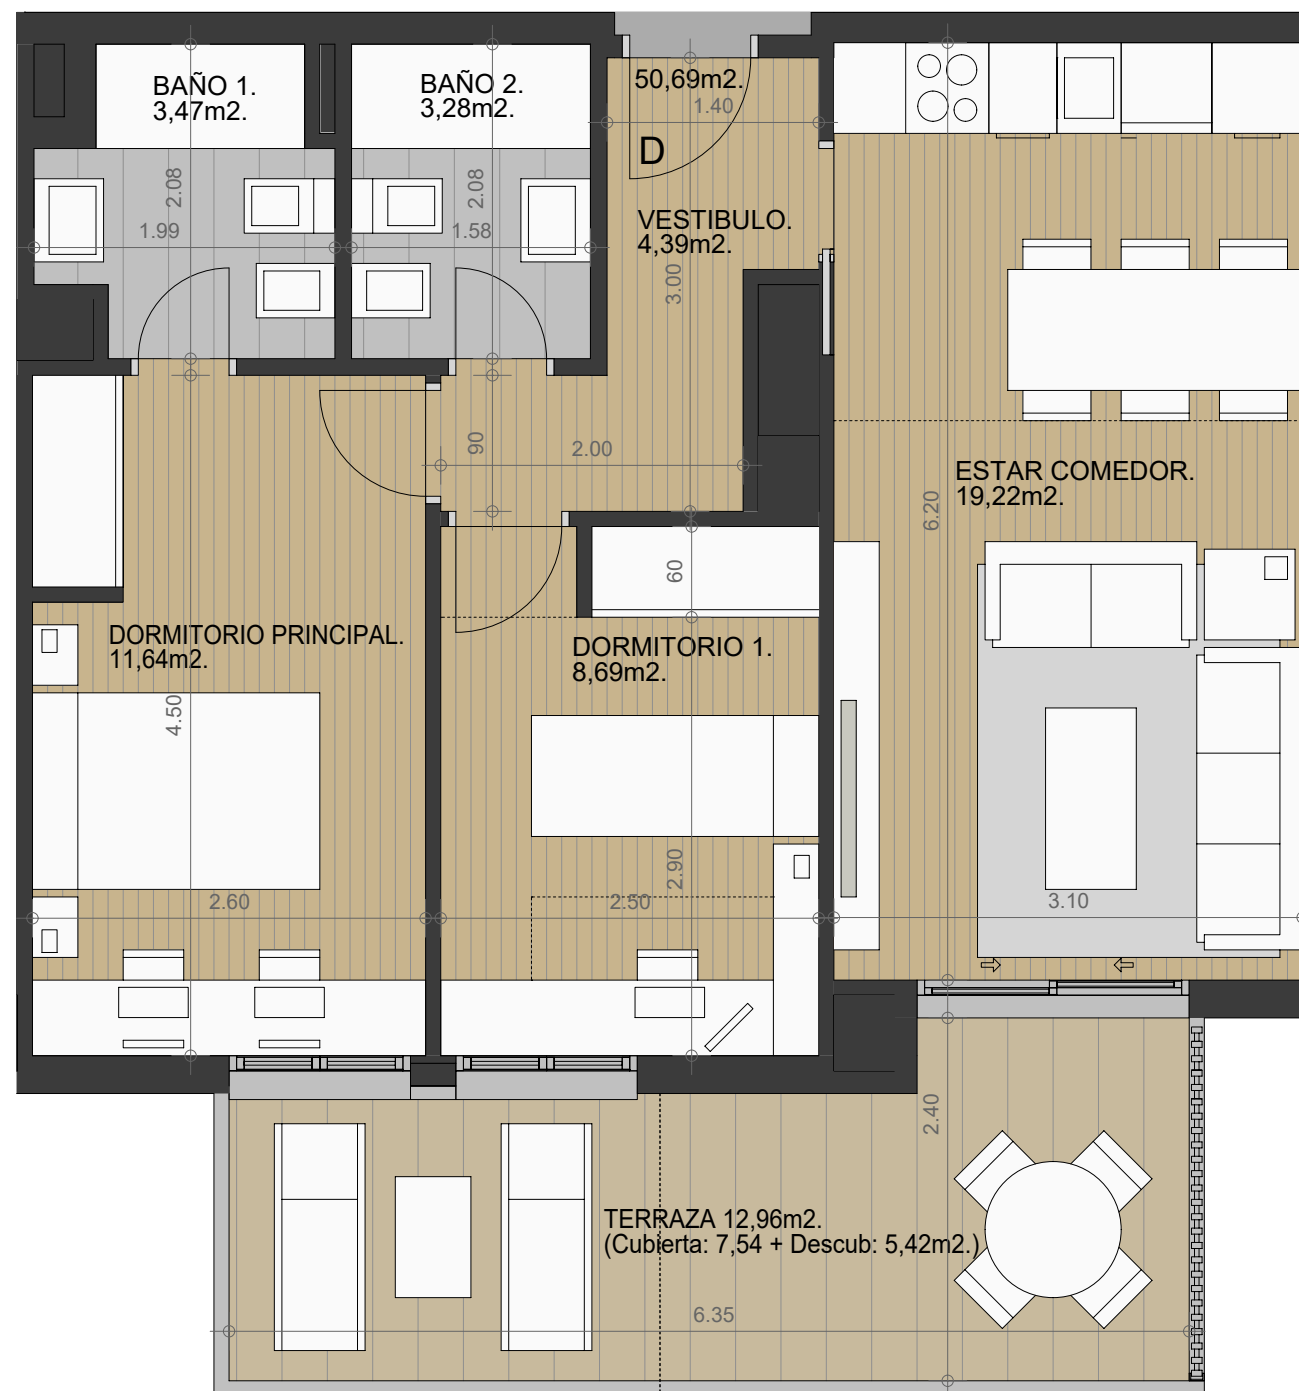 BAÑO 1.
3,47m2.
BAÑO 2.
3,28m2.
50,69m2.
1.40
D
VESTIBULO.
4,39m2.
2.08
1.99
2.08
1.58
3.00
90
2.00
ESTAR COMEDOR.
19,22m2.
6.20
60
DORMITORIO PRINCIPAL.
11,64m2.
DORMITORIO 1.
8,69m2.
4.50
2.60
2.90
2.50
3.10
2.40
TERRAZA 12,96m2.
(Cubierta: 7,54 + Descub: 5,42m2.)
6.35